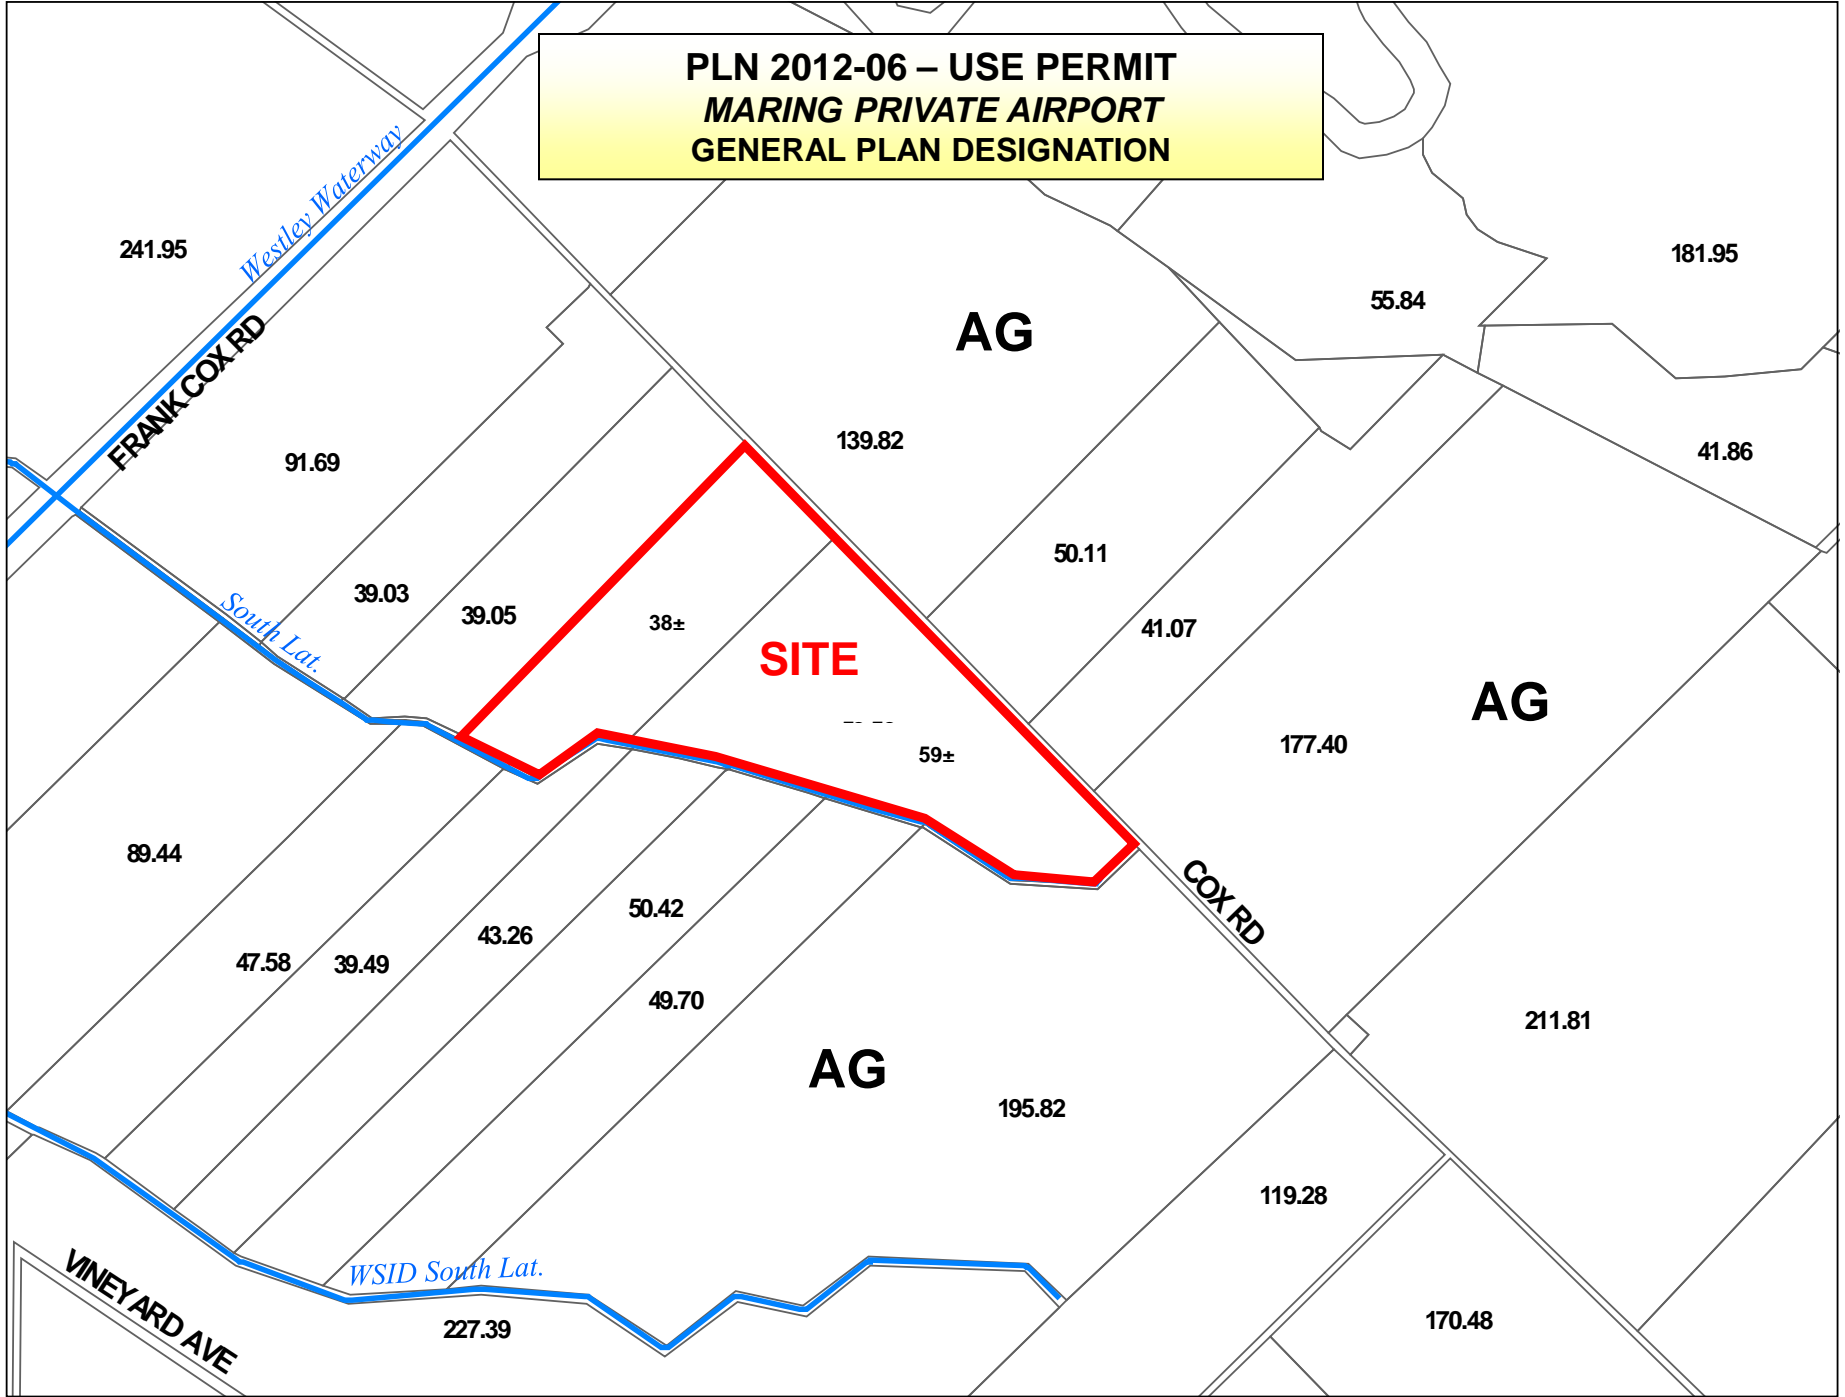 PLN 2012-06 – USE PERMIT
MARING PRIVATE AIRPORT
GENERAL PLAN DESIGNATION
Westley Waterway
241.95
181.95
55.84
AG
FRANK COX RD
139.82
91.69
41.86
50.11
39.03
39.05
38±
41.07
South Lat.
SITE
AG
177.40
59±
89.44
COX RD
50.42
43.26
47.58
39.49
49.70
211.81
AG
195.82
119.28
WSID South Lat.
VINEYARD AVE
227.39
170.48